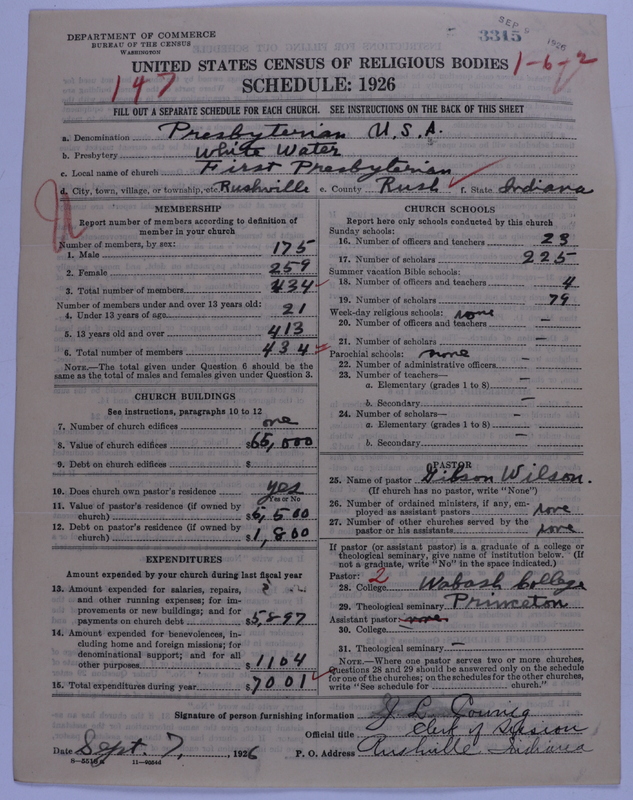 DEPARTMENT OF COMMERCE
BUREAU OF THE CENSUS
WASHINGTON
3315
SEP 1926
UNITED STATES CENSUS OF RELIGIOUS BODIES
1-6-2
147
SCHEDULE: 1926
FILL OUT A SEPARATE SCHEDULE FOR EACH CHURCH. SEE INSTRUCTIONS ON THE BACK OF THIS SHEET
a. Denomination Presbyterian U.S.A.
b. Presbytery White Water
c. Local name of church First Presbyterian
d. City, town, village, or township, etc. Rushville e. County Rush f. State Indiana
MEMBERSHIP
Report number of members according to definition of
member in your church
Number of members, by sex:
1. Male 175
2. Female 259
3. Total number of members 434
Number of members under and over 13 years old:
4. Under 13 years of age 21
5. 13 years old and over 413
6. Total number of members 434
NOTE.—The total given under Question 6 should be
same as the total of males and females given under Question 3.
CHURCH BUILDINGS
See instructions, paragraphs 10 to 12
7. Number of church edifices one
8. Value of church edifices $65,000
9. Debt on church edifices $
10. Does church own pastor's residence yes
Yes or No
11. Value of pastor's residence (if owned by
church) $6,500
12. Debt on pastor's residence (if owned by
church) $1,800
EXPENDITURES
Amount expended by your church during last fiscal year
13. Amount expended for salaries, repairs,
and other running expenses; for im-
provements or new buildings; and for
payments on church debt $5,897
14. Amount expended for benevolences, in-
cluding home and foreign missions; for
denominational support; and for all
other purposes $1104
15. Total expenditures during year $7001
CHURCH SCHOOLS
Report here only schools conducted by this church
Sunday schools:
16. Number of officers and teachers 23
17. Number of scholars 225
Summer vacation Bible schools:
18. Number of officers and teachers 4
19. Number of scholars 79
Week-day religious schools: none
20. Number of officers and teachers —
21. Number of scholars —
Parochial schools: none
22. Number of administrative officers —
23. Number of teachers—
a. Elementary (grades 1 to 8) —
b. Secondary —
24. Number of scholars—
a. Elementary (grades 1 to 8) —
b. Secondary —
PASTOR
25. Name of pastor Gibson Wilson.
(If church has no pastor, write "None")
26. Number of ordained ministers, if any, em-
ployed as assistant pastors none
27. Number of other churches served by the
pastor or his assistants none
If pastor (or assistant pastor) is a graduate of a college or
theological seminary, give name of institution below. (If
not a graduate, write "No" in the space indicated.)
Pastor: 2
28. College Wabash College
29. Theological seminary Princeton
Assistant pastor: none
30. College
31. Theological seminary —
NOTE.—Where one pastor serves two or more churches,
questions 28 and 29 should be answered only on the schedule
for one of the churches; on the schedules for the other churches,
write "See schedule for church."
Signature of person furnishing information J. L.
Official title Clerk of Session
Date Sept. 7, 1926 P. O. Address Rushville Indiana